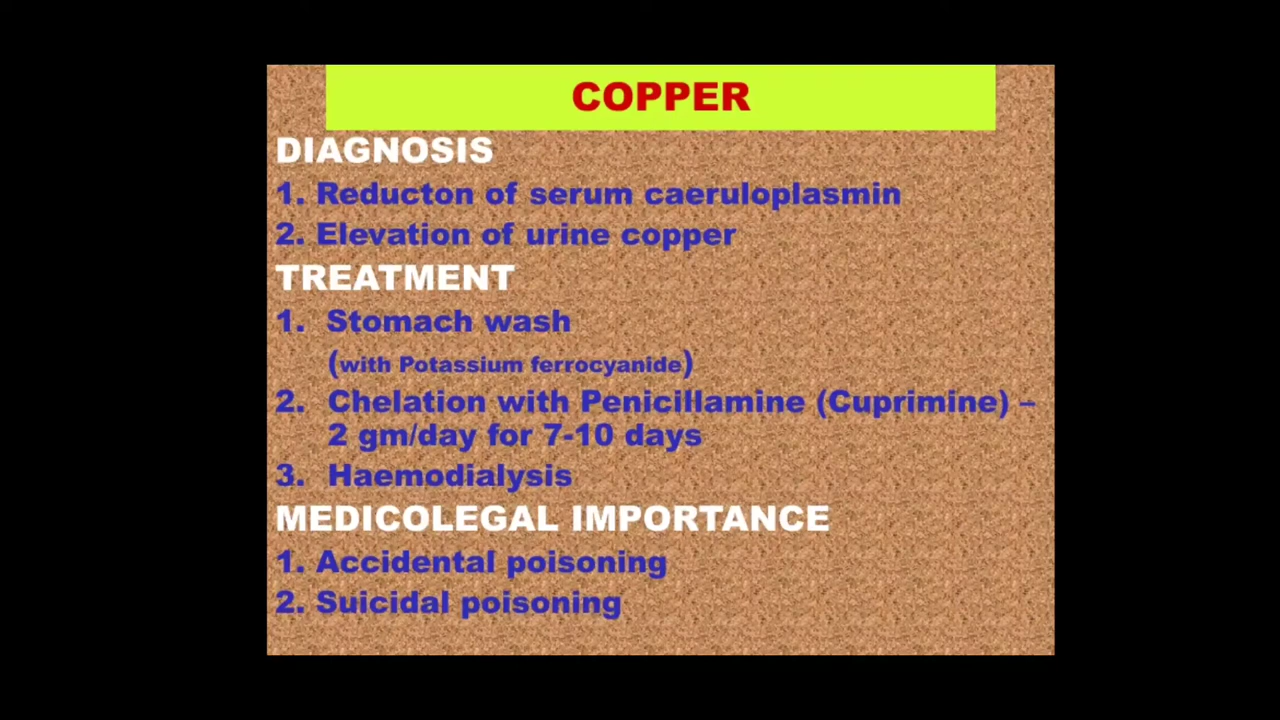 COPPER
DIAGNOSIS
1. Reducton of serum caeruloplasmin
2. Elevation of urine copper
TREATMENT
1. Stomach wash
(with Potassium ferrocyanide)
2. Chelation with Penicillamine (Cuprimine) –
2 gm/day for 7-10 days
3. Haemodialysis
MEDICOLEGAL IMPORTANCE
1. Accidental poisoning
2. Suicidal poisoning